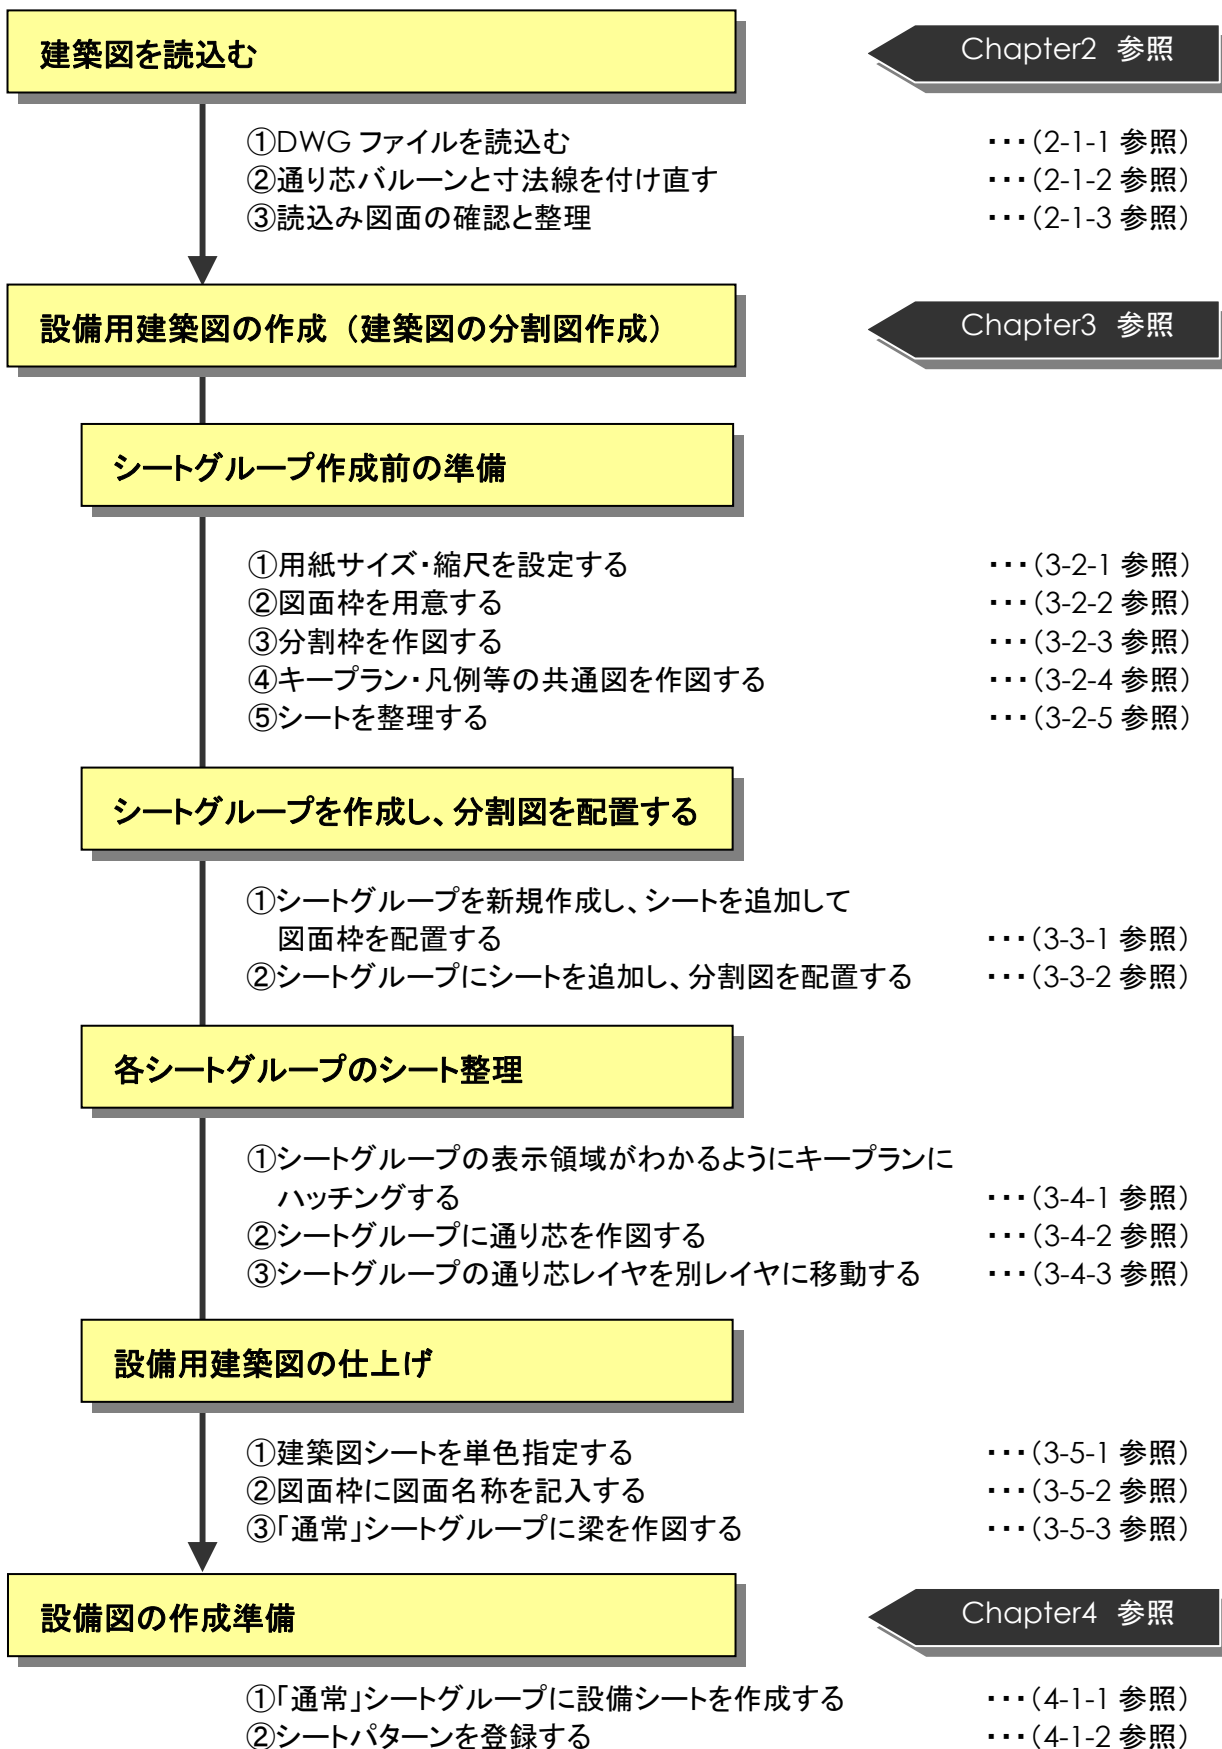 建築図を読込む
Chapter2 参照
①DWG ファイルを読込む ・・・（2-1-1 参照）
②通り芯バルーンと寸法線を付け直す ・・・（2-1-2 参照）
③読込み図面の確認と整理 ・・・（2-1-3 参照）
設備用建築図の作成（建築図の分割図作成）
Chapter3 参照
シートグループ作成前の準備
①用紙サイズ・縮尺を設定する ・・・（3-2-1 参照）
②図面枠を用意する ・・・（3-2-2 参照）
③分割枠を作図する ・・・（3-2-3 参照）
④キープラン・凡例等の共通図を作図する ・・・（3-2-4 参照）
⑤シートを整理する ・・・（3-2-5 参照）
シートグループを作成し、分割図を配置する
①シートグループを新規作成し、シートを追加して
図面枠を配置する ・・・（3-3-1 参照）
②シートグループにシートを追加し、分割図を配置する ・・・（3-3-2 参照）
各シートグループのシート整理
①シートグループの表示領域がわかるようにキープランに
ハッチングする ・・・（3-4-1 参照）
②シートグループに通り芯を作図する ・・・（3-4-2 参照）
③シートグループの通り芯レイヤを別レイヤに移動する ・・・（3-4-3 参照）
設備用建築図の仕上げ
①建築図シートを単色指定する ・・・（3-5-1 参照）
②図面枠に図面名称を記入する ・・・（3-5-2 参照）
③「通常」シートグループに梁を作図する ・・・（3-5-3 参照）
設備図の作成準備
Chapter4 参照
①「通常」シートグループに設備シートを作成する ・・・（4-1-1 参照）
②シートパターンを登録する ・・・（4-1-2 参照）